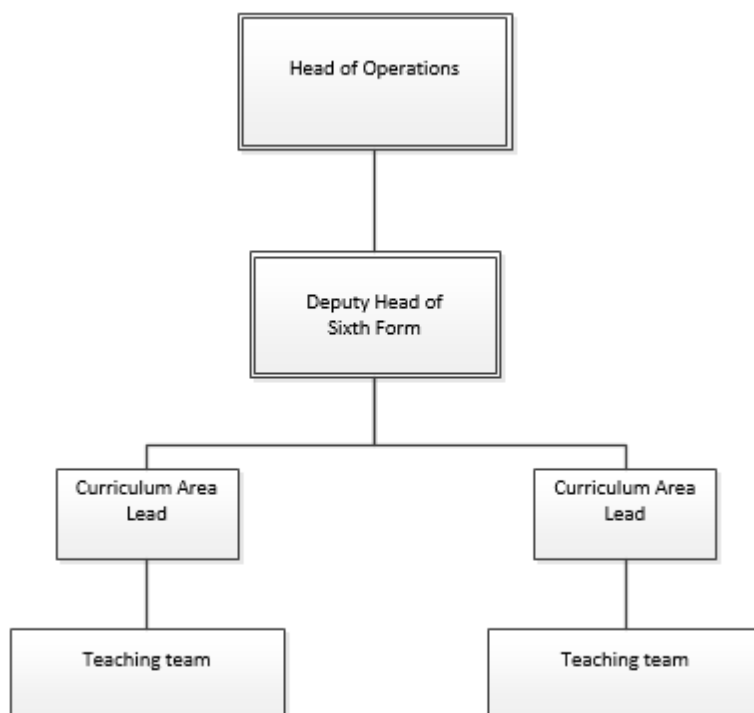 Head of Operations
Deputy Head of
Sixth Form
Curriculum Area
Lead
Curriculum Area
Lead
Teaching team
Teaching team